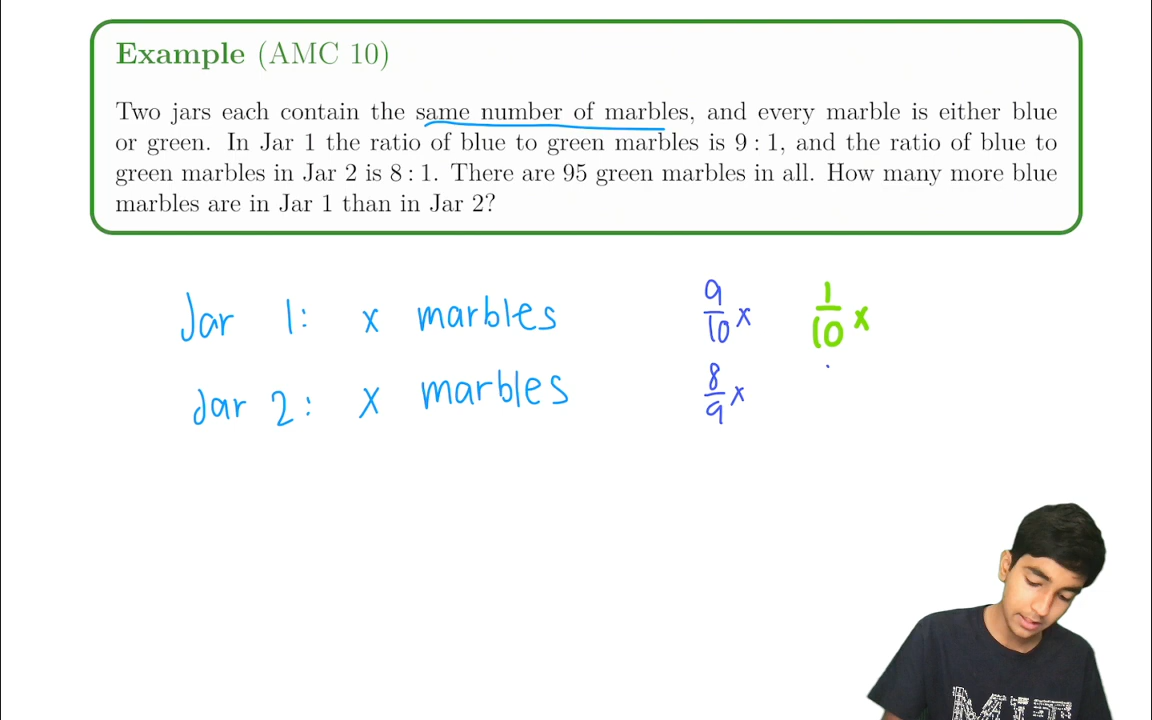 Example (AMC 10)
Two jars each contain the same number of marbles, and every marble is either blue
or green. In Jar 1 the ratio of blue to green marbles is 9 : 1, and the ratio of blue to
green marbles in Jar 2 is 8 : 1. There are 95 green marbles in all. How many more blue
marbles are in Jar 1 than in Jar 2?
Jar 1: x marbles 9/10 x 1/10 x
Jar 2: x marbles 8/9 x
MIT